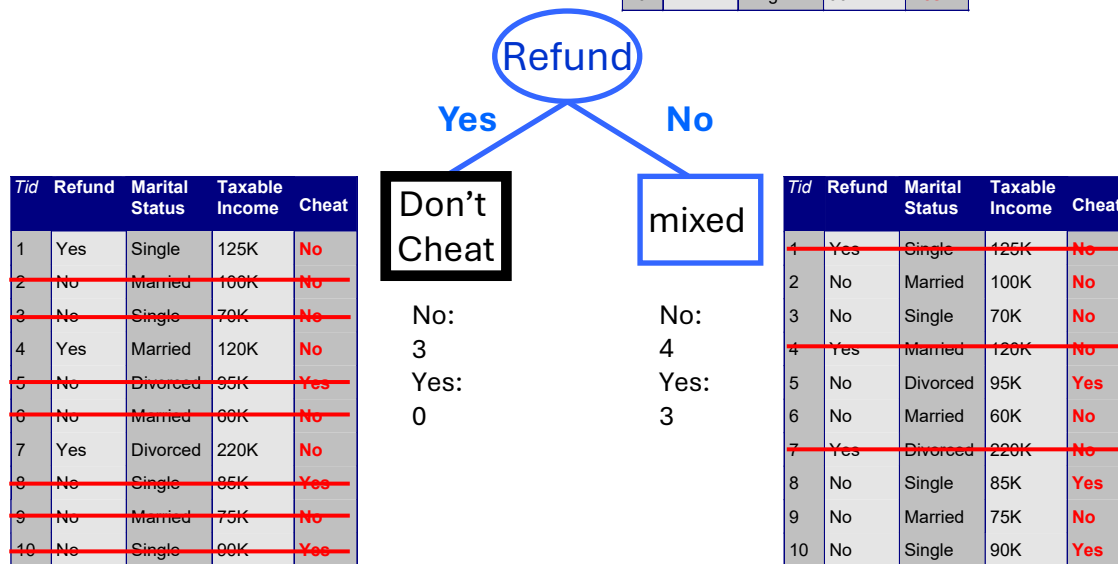 Refund
Yes No
Tid Refund Marital Status Taxable Income Cheat
1 Yes Single 125K No
2 No Married 100K No
3 No Single 70K No
4 Yes Married 120K No
5 No Divorced 95K Yes
6 No Married 60K No
7 Yes Divorced 220K No
8 No Single 85K Yes
9 No Married 75K No
10 No Single 90K Yes
Don't
Cheat
No:
3
Yes:
0
mixed
No:
4
Yes:
3
Tid Refund Marital Status Taxable Income Cheat
1 Yes Single 125K No
2 No Married 100K No
3 No Single 70K No
4 Yes Married 120K No
5 No Divorced 95K Yes
6 No Married 60K No
7 Yes Divorced 220K No
8 No Single 85K Yes
9 No Married 75K No
10 No Single 90K Yes